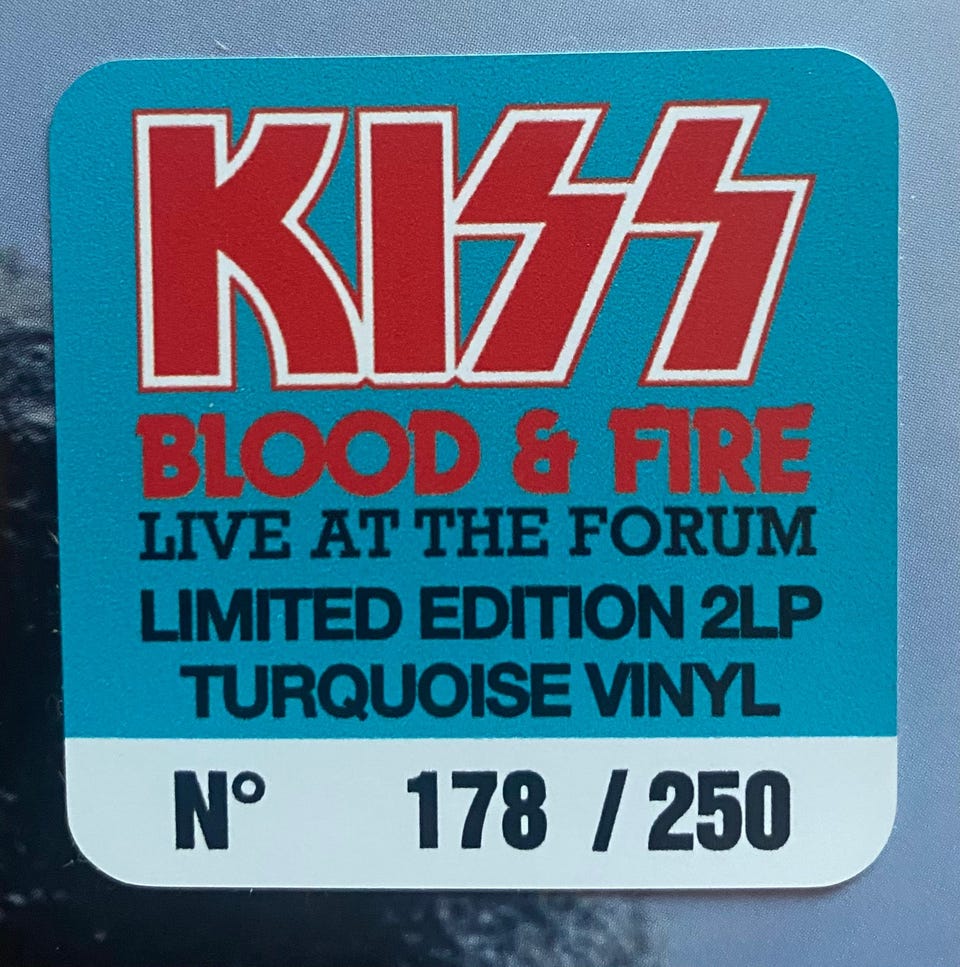 KISS
BLOOD & FIRE
LIVE AT THE FORUM
LIMITED EDITION 2LP
TURQUOISE VINYL
N° 178 / 250